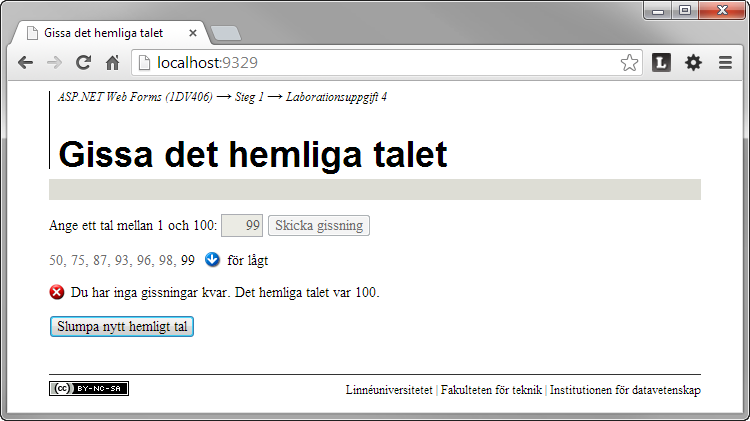 Gissa det hemliga talet
localhost:9329
L
ASP.NET Web Forms (1DV406) → Steg 1 → Laborationsuppgift 4
Gissa det hemliga talet
Ange ett tal mellan 1 och 100: 99 Skicka gissning
50, 75, 87, 93, 96, 98, 99 för lågt
Du har inga gissningar kvar. Det hemliga talet var 100.
Slumpa nytt hemligt tal
(cc) BY-NC-SA Linnéuniversitetet | Fakulteten för teknik | Institutionen för datavetenskap